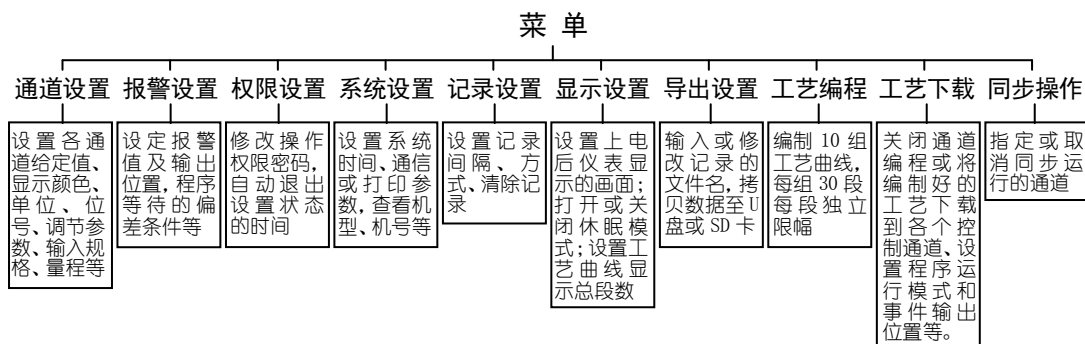 菜 单
通道设置
报警设置
权限设置
系统设置
记录设置
显示设置
导出设置
工艺编程
工艺下载
同步操作
设置各通
道给定值、
显示颜色、
单位、位
号、调节参
数、输入规
格、量程等
设定报警
值及输出
位置,程序
等待的偏
差条件等
修改操作
权限密码,
自动退出
设置状态
的时间
设置系统
时间、通信
或打印参
数,查看机
型、机号等
设置记录
间隔、方
式、清除记
录
设置上电
后仪表显
示的画面;
打开或关
闭休眠模
式;设置工
艺曲线显
示总段数
输入或修
改记录的
文件名,拷
贝数据至U
盘或SD卡
编制10组
工艺曲线,
每组30段
每段独立
限幅
关闭通道
编程或将
编制好的
工艺下载
到各个控
制通道、设
置程序运
行模式和
事件输出
位置等。
指定或取
消同步运
行的通道